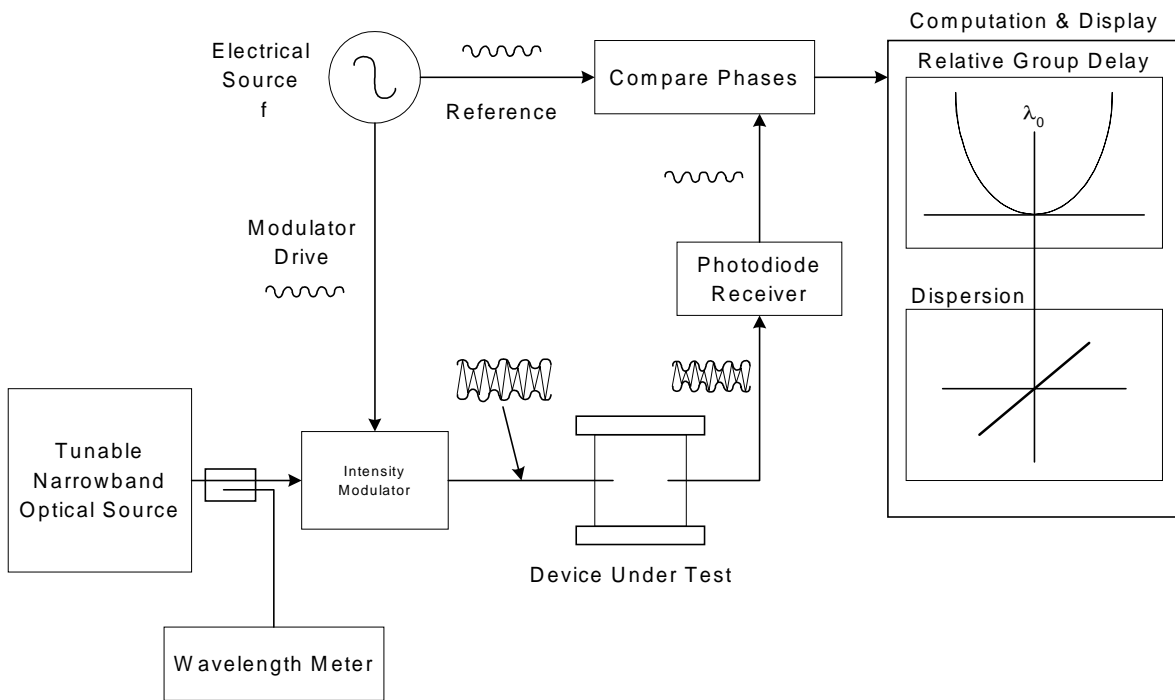 Computation & Display
Electrical
Source
f
Reference
Compare Phases
Relative Group Delay
λ0
Modulator
Drive
Photodiode
Receiver
Dispersion
Tunable
Narrowband
Optical Source
Intensity
Modulator
Device Under Test
Wavelength Meter